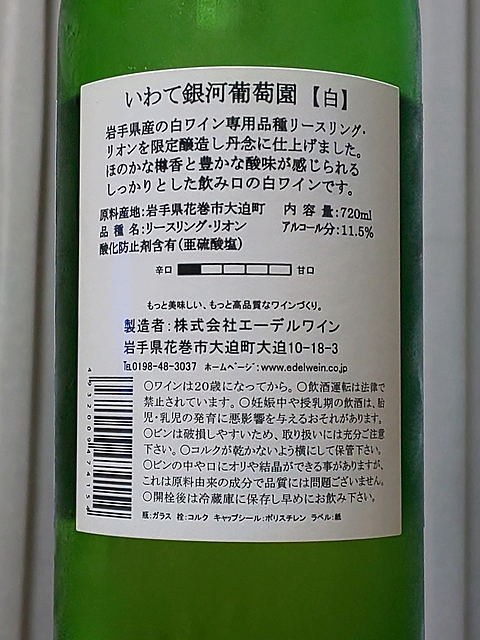 いわて銀河葡萄園【白】
岩手県産の白ワイン専用品種リースリング・
リオンを限定醸造し丹念に仕上げました。
ほのかな樽香と豊かな酸味が感じられる
しっかりとした飲み口の白ワインです。
原料産地:岩手県花巻市大迫町 内容量:720ml
品種名:リースリング・リオン アルコール分:11.5%
酸化防止剤含有(亜硫酸塩)
辛口 甘口
もっと美味しい、もっと高品質なワインづくり。
製造者:株式会社エーデルワイン
岩手県花巻市大迫町大迫10-18-3
℡0198-48-3037 ホームページ:www.edelwein.co.jp
○ワインは20歳になってから。○飲酒運転は法律で
禁止されています。○妊娠中や授乳期の飲酒は、胎
児・乳児の発育に悪影響を与えるおそれがあります。
○ビンは破損しやすいため、取り扱いには充分ご注意
下さい。○コルクが乾かないよう横にして保管下さい。
○ビンの中や口にオリや結晶ができる事がありますが、
これは原料由来の成分で品質には問題ございません。
○開栓後は冷蔵庫に保存し早めにお飲み下さい。
瓶:ガラス 栓:コルク キャップシール:ポリスチレン ラベル:紙